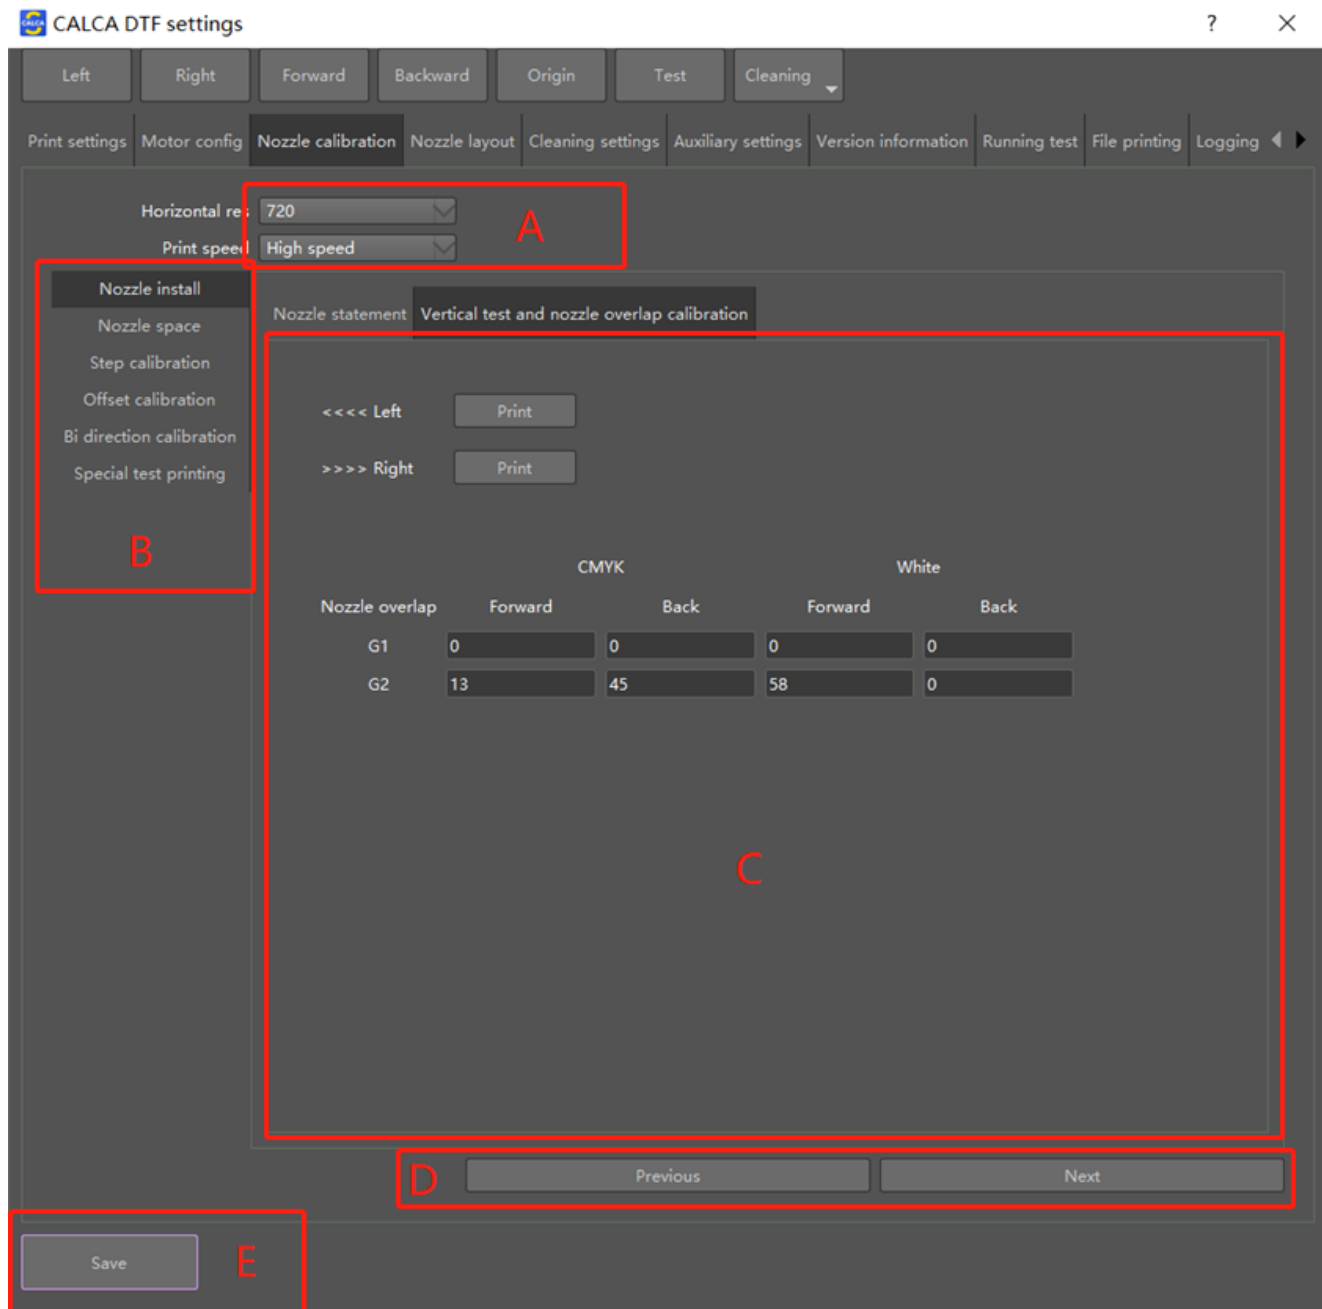 CALCA CALCA DTF settings ?
Left Right Forward Backward Origin Test Cleaning
Print settings Motor config Nozzle calibration Nozzle layout Cleaning settings Auxiliary settings Version information Running test File printing Logging
Horizontal res 720
A
Print speed High speed
Nozzle install
Nozzle space
Step calibration
Offset calibration
Bi direction calibration
Special test printing
B
Nozzle statement Vertical test and nozzle overlap calibration
<<<< Left Print
>>>> Right Print
CMYK White
Nozzle overlap Forward Back Forward Back
G1 0 0 0 0
G2 13 45 58 0
C
D Previous Next
Save E